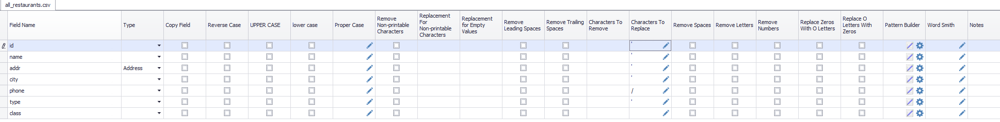 all_restaurants.csv
Field Name
Type
Copy Field
Reverse Case
UPPER CASE
lower case
Proper Case
Remove
Non-printable
Characters
Replacement
For
Non-printable
Characters
Replacement
for Empty
Values
Remove
Leading Spaces
Remove Trailing
Spaces
Characters To
Remove
Characters To
Replace
Remove Spaces
Remove Letters
Remove
Numbers
Replace Zeros
With O Letters
Replace O
Letters With
Zeros
Pattern Builder
Word Smith
Notes
id '
name '
addr Address '
city '
phone /
type '
class